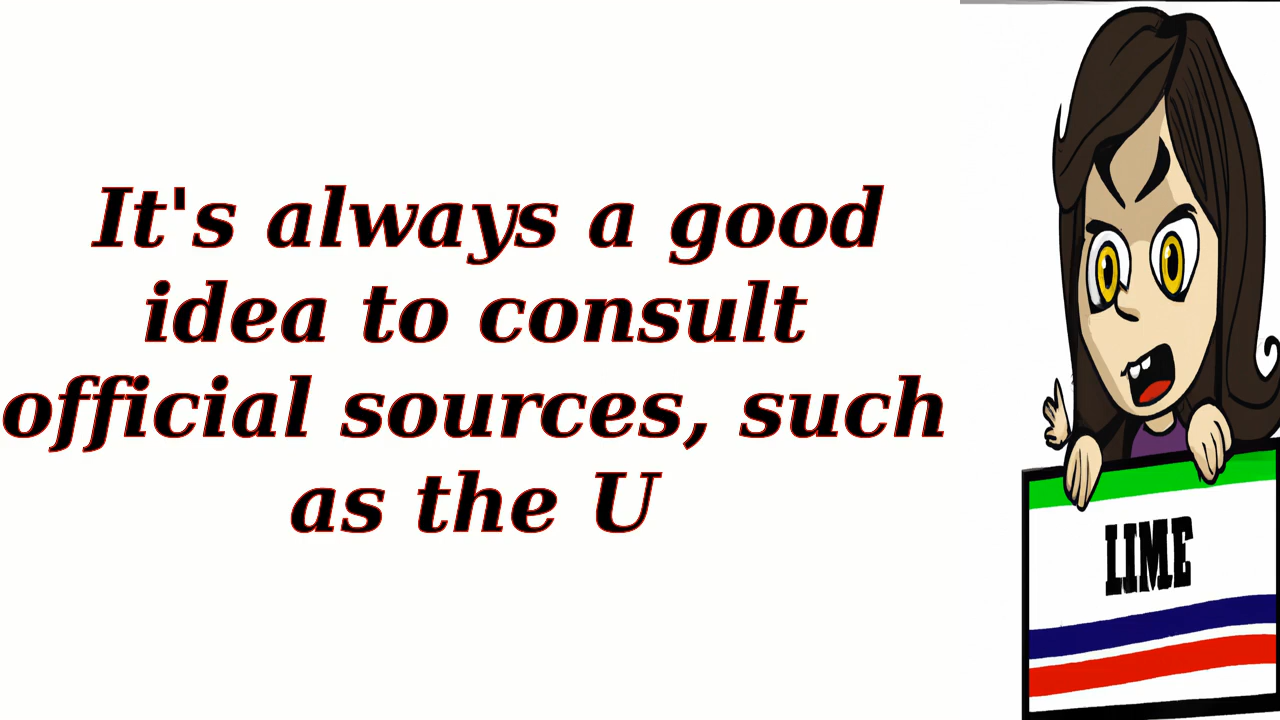 It's always a good
idea to consult
official sources, such
as the U
LIME